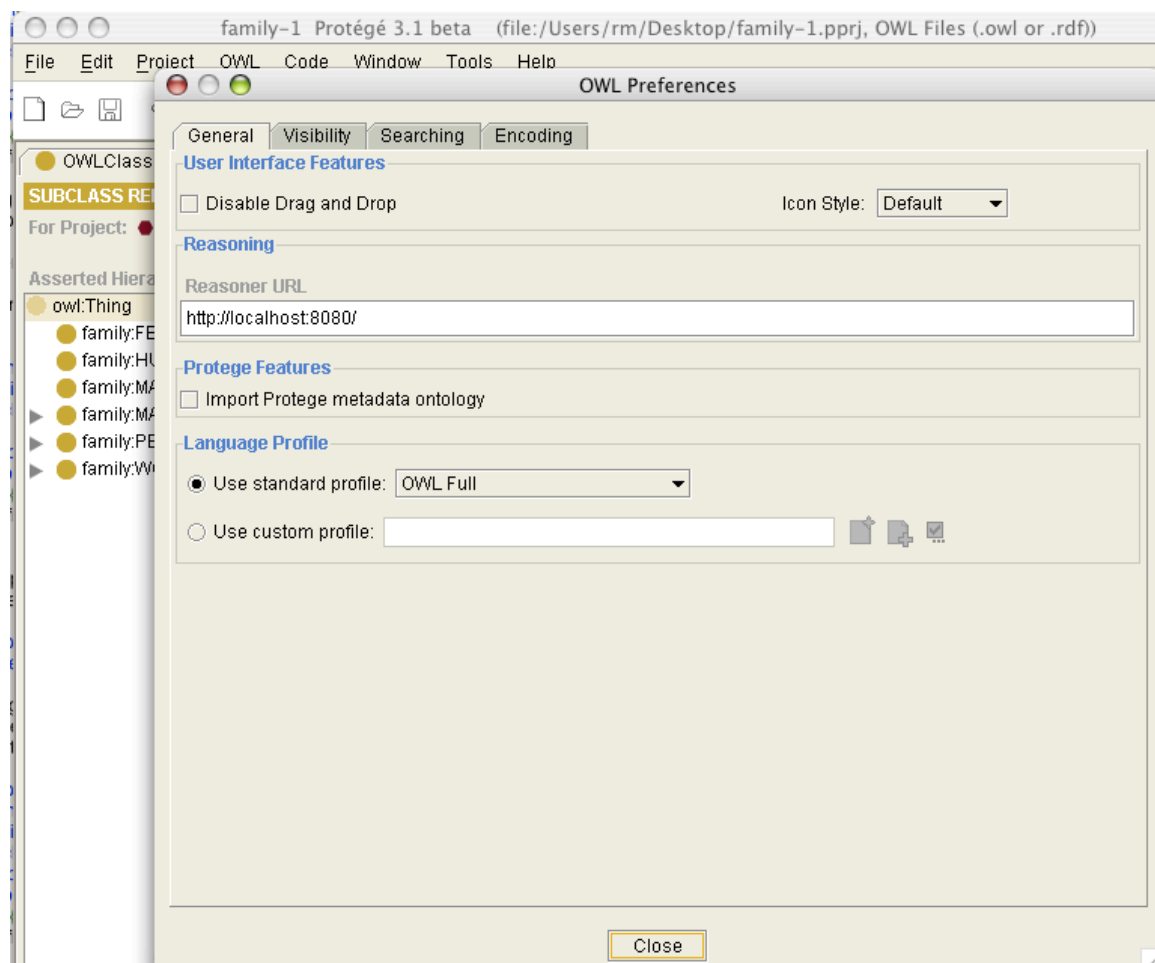 family-1 Protégé 3.1 beta (file:/Users/rm/Desktop/family-1.pprj, OWL Files (.owl or .rdf))
File Edit Project OWL Code Window Tools Help
OWL Preferences
General Visibility Searching Encoding
OWLClass
User Interface Features
SUBCLASS
Disable Drag and Drop Icon Style: Default
For Project:
Reasoning
Asserted Hiera
Reasoner URL
owl:Thing
http://localhost:8080/
family:FE
family:HU
Protege Features
family:MA
Import Protege metadata ontology
family:MA
family:PE
Language Profile
family:W
Use standard profile: OWL Full
Use custom profile:
Close